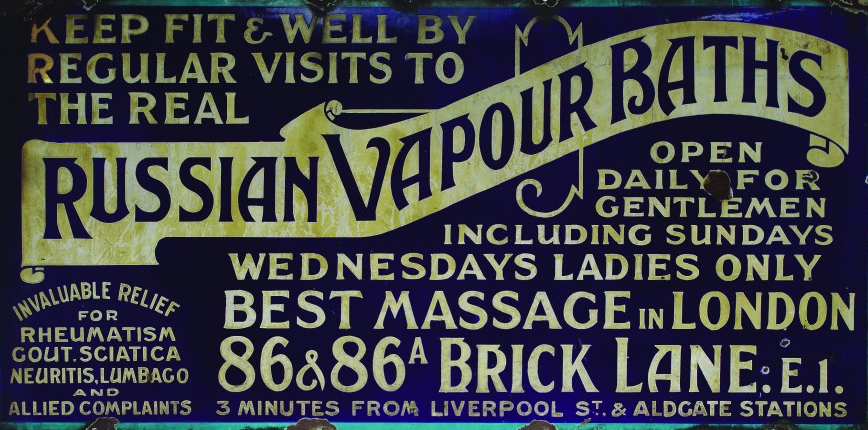 KEEP FIT & WELL BY
REGULAR VISITS TO
THE REAL
RUSSIAN VAPOUR BATHS
OPEN
DAILY FOR
GENTLEMEN
INCLUDING SUNDAYS
WEDNESDAYS LADIES ONLY
BEST MASSAGE IN LONDON
86 & 86A BRICK LANE. E.1.
3 MINUTES FROM LIVERPOOL ST. & ALDGATE STATIONS
INVALUABLE RELIEF
FOR
RHEUMATISM
GOUT. SCIATICA
NEURITIS, LUMBAGO
AND
ALLIED COMPLAINTS